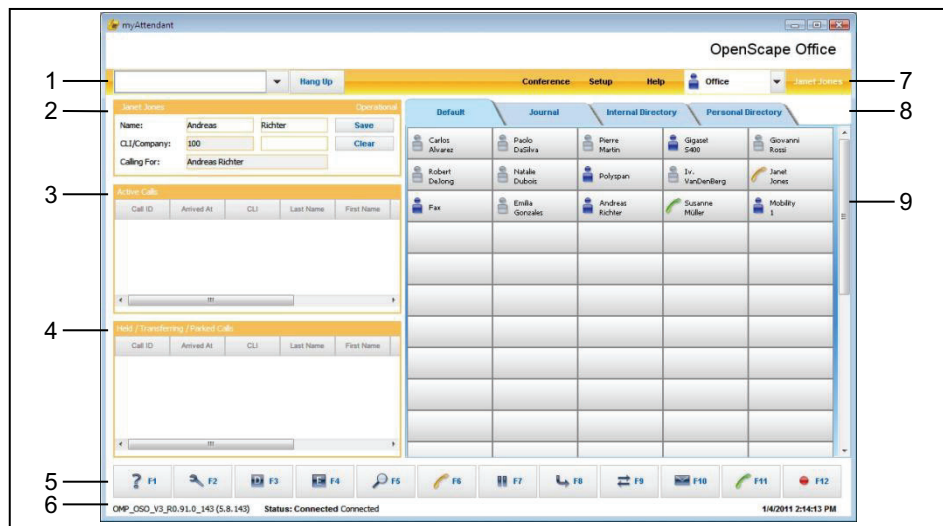 myAttendant
OpenScape Office
1
Hang Up
Conference Setup Help Office Janet Jones
7
2
Janet Jones Operational
Name: Andreas Richter Save
CLI/Company: 100 Clear
Calling For: Andreas Richter
Default Journal Internal Directory Personal Directory
8
3
Active Calls
Call ID Arrived At CLI Last Name First Name
4
Held / Transferring / Parked Calls
Call ID Arrived At CLI Last Name First Name
Carlos Alvarez
Paolo DaSilva
Pierre Martin
Gigaset S400
Giovanni Rossi
Robert DeJong
Natalie Dubois
Polyspan
Iv. VanDenBerg
Janet Jones
Fax
Emilia Gonzales
Andreas Richter
Susanne Müller
Mobility 1
9
5
F1 F2 F3 F4 F5 F6 F7 F8 F9 F10 F11 F12
6
OMP_OSO_V3_R0.91.0_143 (5.8.143) Status: Connected Connected 1/4/2011 2:14:13 PM